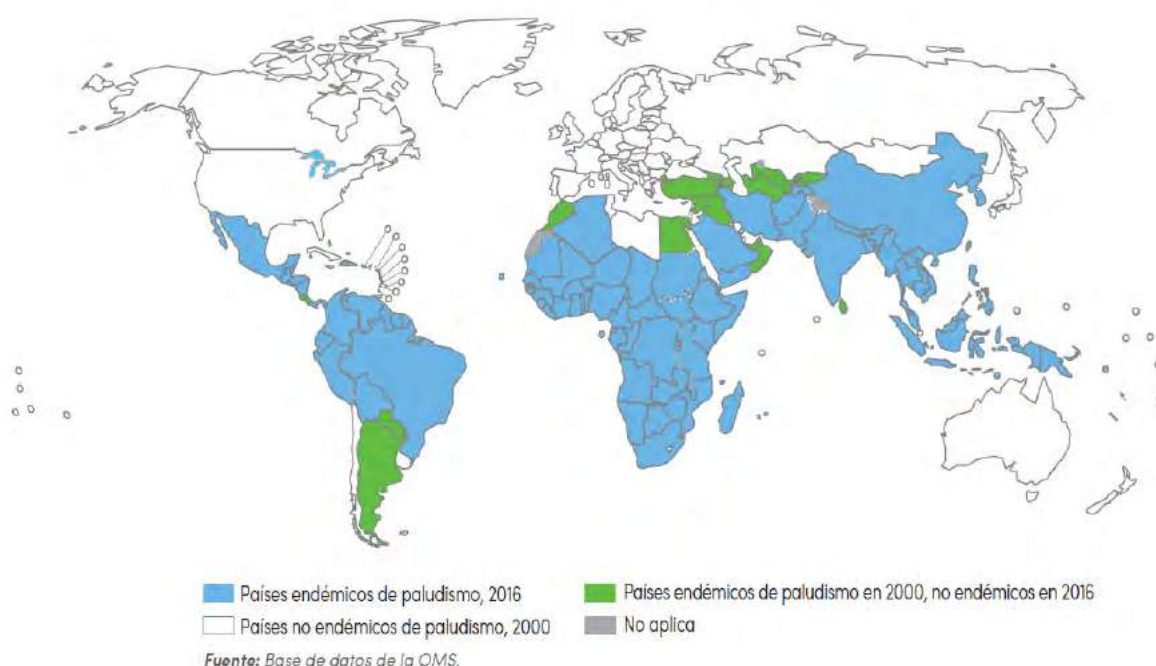 Países endémicos de paludismo, 2016
Países endémicos de paludismo en 2000, no endémicos en 2016
Países no endémicos de paludismo, 2000
No aplica
Fuente: Base de datos de la OMS.